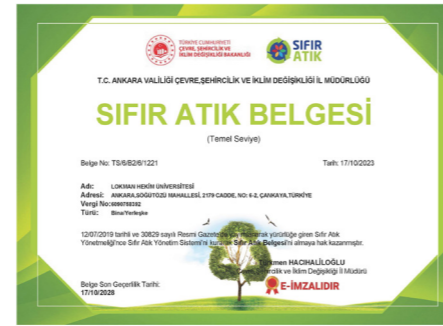 TÜRKİYE CUMHURİYETİ
ÇEVRE, ŞEHİRCİLİK VE
İKLİM DEĞİŞİKLİĞİ BAKANLIĞI
SIFIR
ATIK
T.C. ANKARA VALİLİĞİ ÇEVRE,ŞEHİRCİLİK VE İKLİM DEĞİŞİKLİĞİ İL MÜDÜRLÜĞÜ
SIFIR ATIK BELGESİ
(Temel Seviye)
Belge No: TS/6/B2/6/1221
Tarih: 17/10/2023
Adı: LOKMAN HEKİM ÜNİVERSİTESİ
Adresi: ANKARA,SÖĞÜTÖZÜ MAHALLESİ, 2179 CADDE, NO: 6-2, ÇANKAYA,TÜRKİYE
Vergi No:
Türü: Bina/Yerleşke
12/07/2019 tarihli ve 30829 sayılı Resmi Gazete'de yürürlüğe giren Sıfır Atık
Yönetmeliği'nce Sıfır Atık Yönetim Sistemi'ni kurarak Sıfır Atık Belgesi'ni almaya hak kazanmıştır.
HACIHALİLOĞLU
ve İklim Değişikliği İl Müdürü
Belge Son Geçerlilik Tarihi:
17/10/2028
E-İMZALIDIR